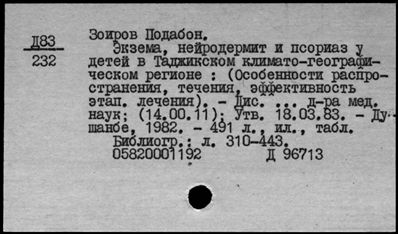 Д83
232
Зоиров Подабон.
Экзема, нейродермит и псориаз у
детей в Таджикском климато-географи-
ческом регионе : (Особенности распро-
странения, течения, эффективность
этап. лечения). - Дис. ... д-ра мед.
наук; (14.00.11); Утв. 18.03.83. - Ду-
шанбе, 1982. - 491 л., ил., табл.
Библиогр.: л. 310-443.
05820001192 Д 96713